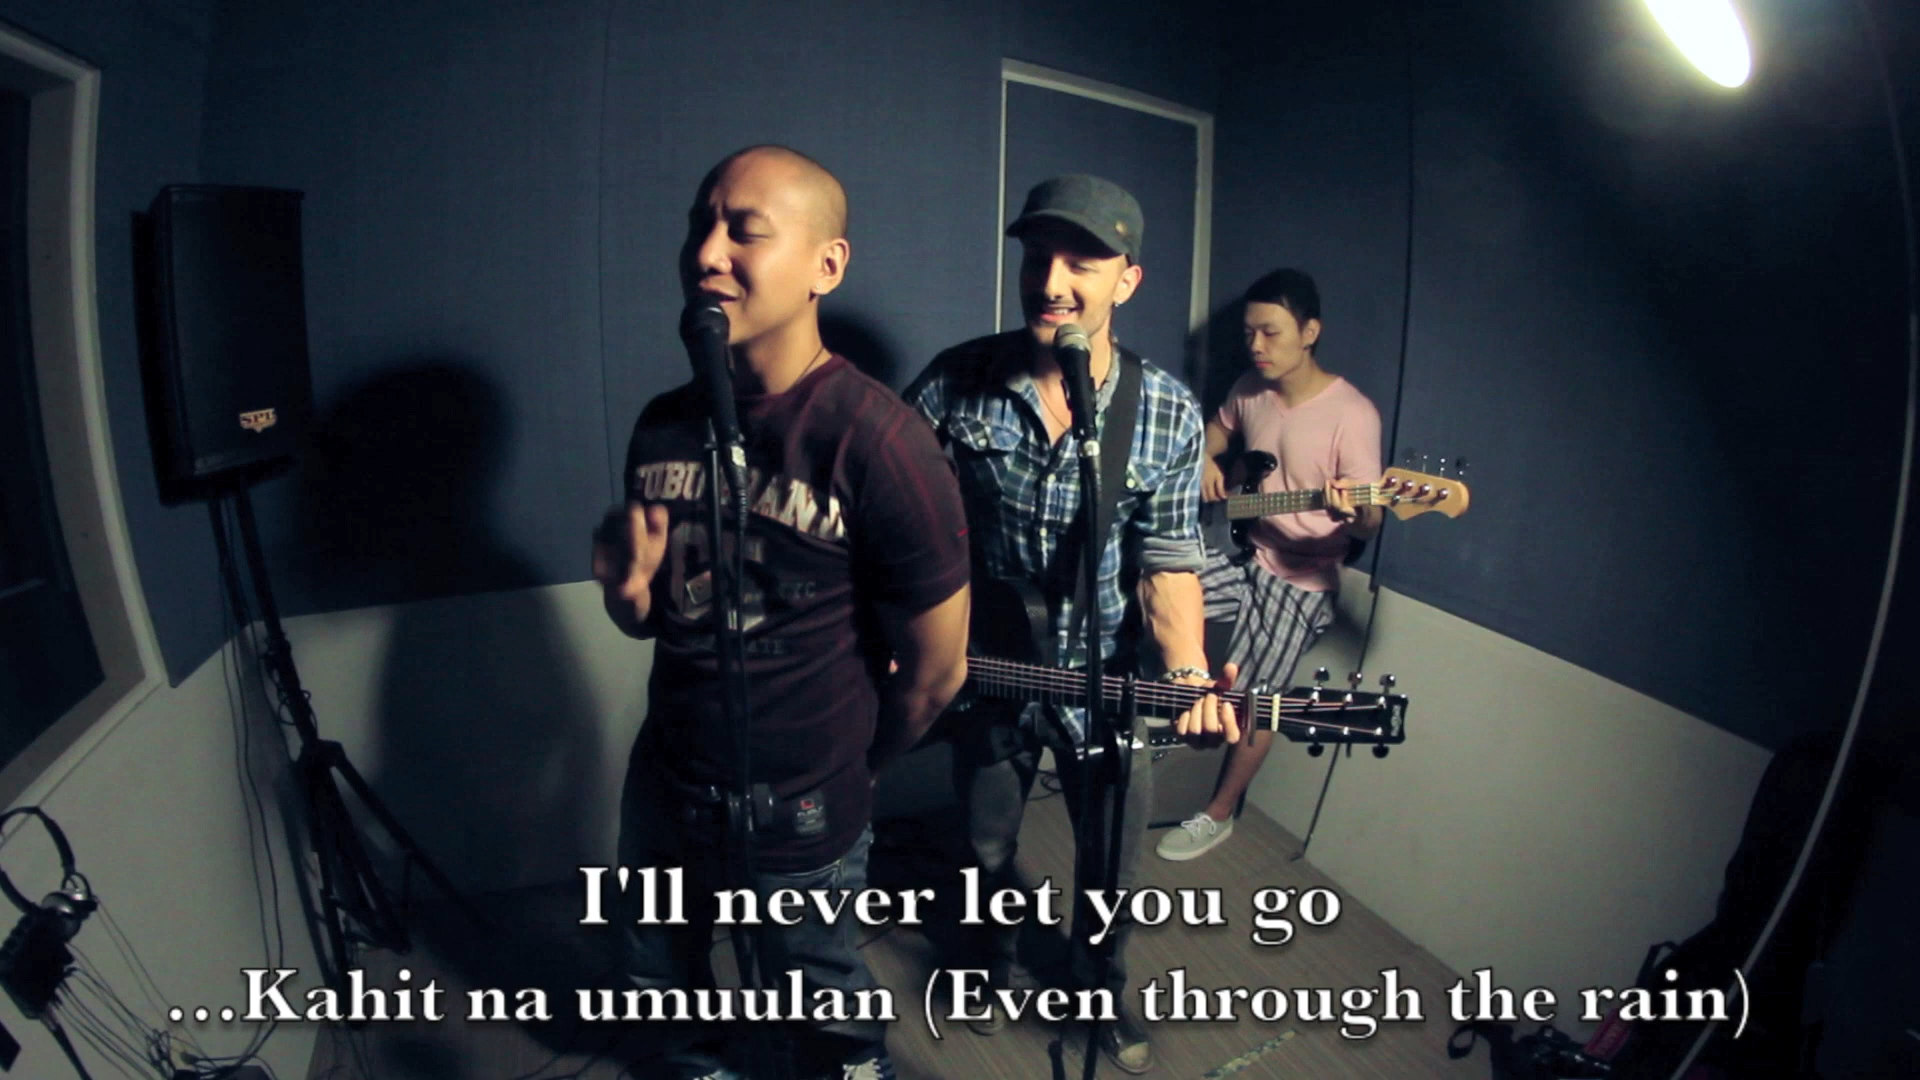 I'll never let you go
...Kahit na umuulan (Even through the rain)